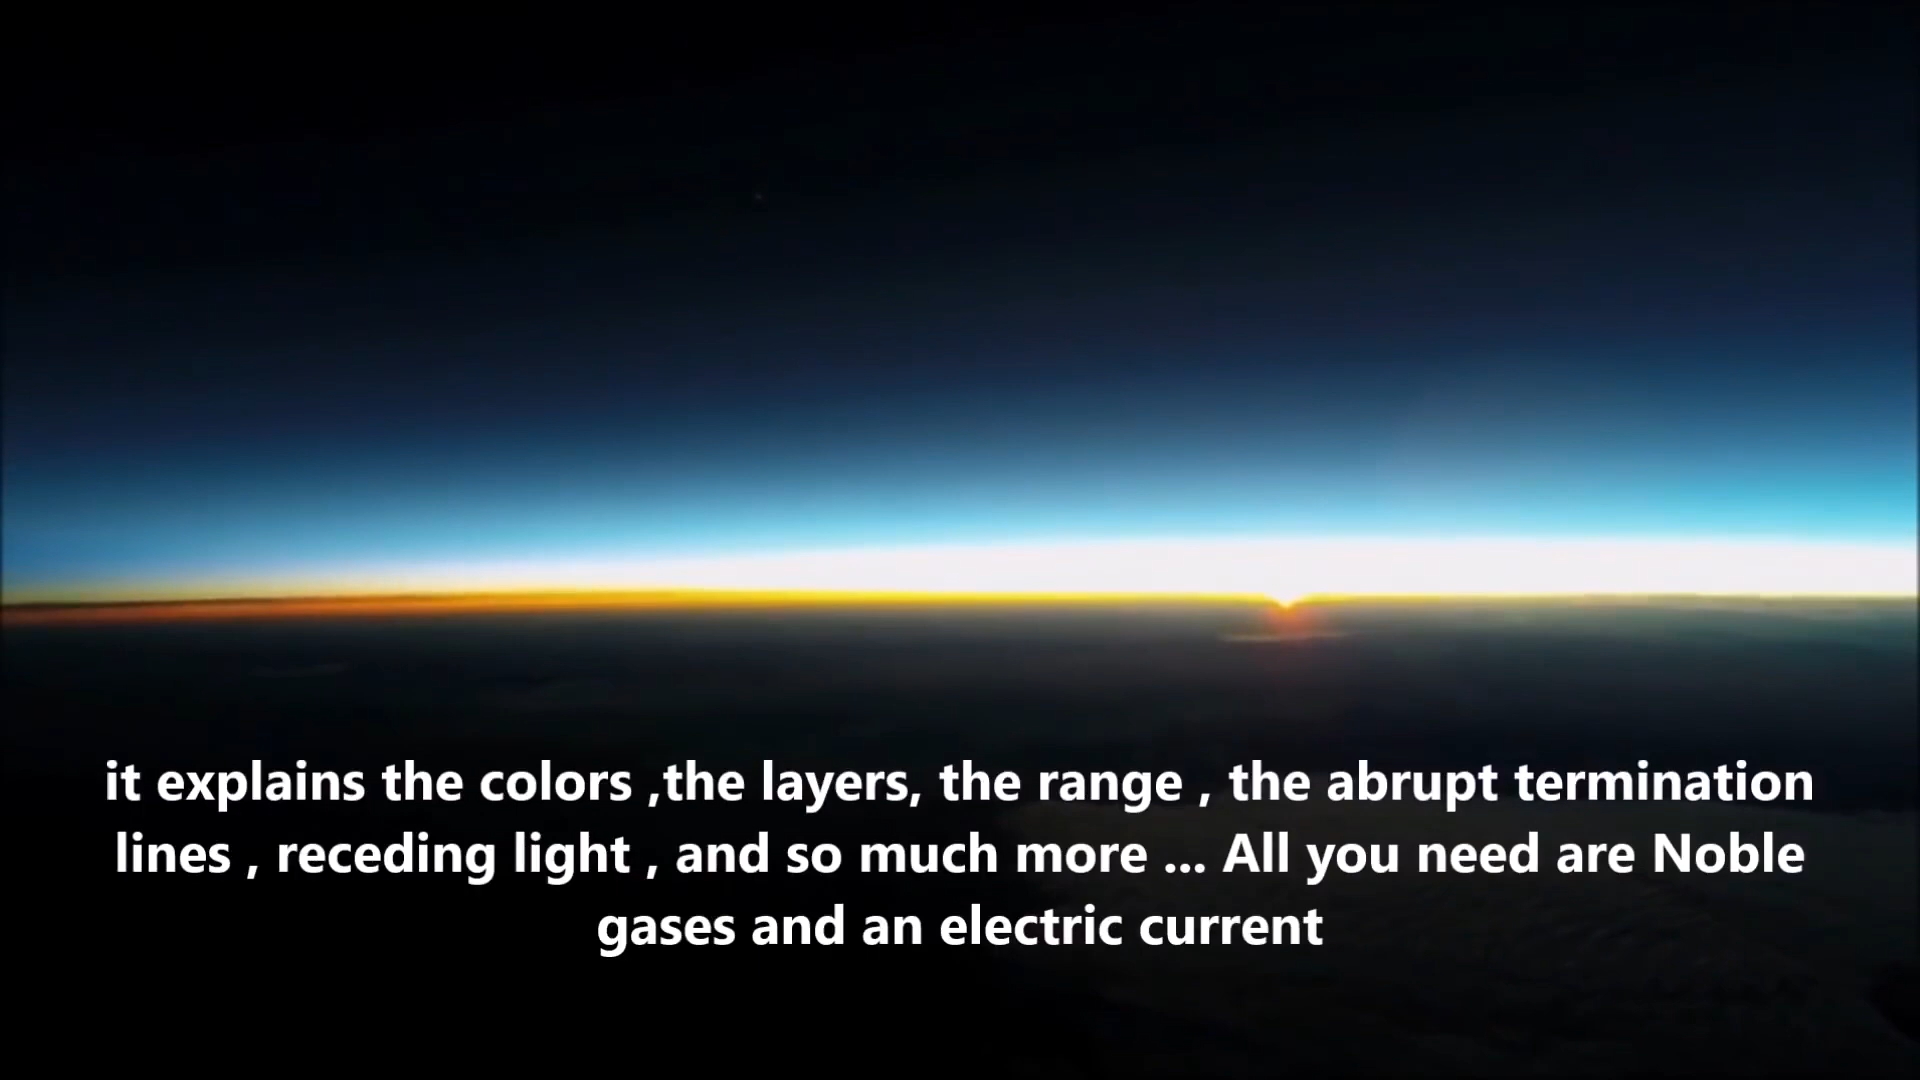 it explains the colors ,the layers, the range , the abrupt termination
lines , receding light , and so much more ... All you need are Noble
gases and an electric current